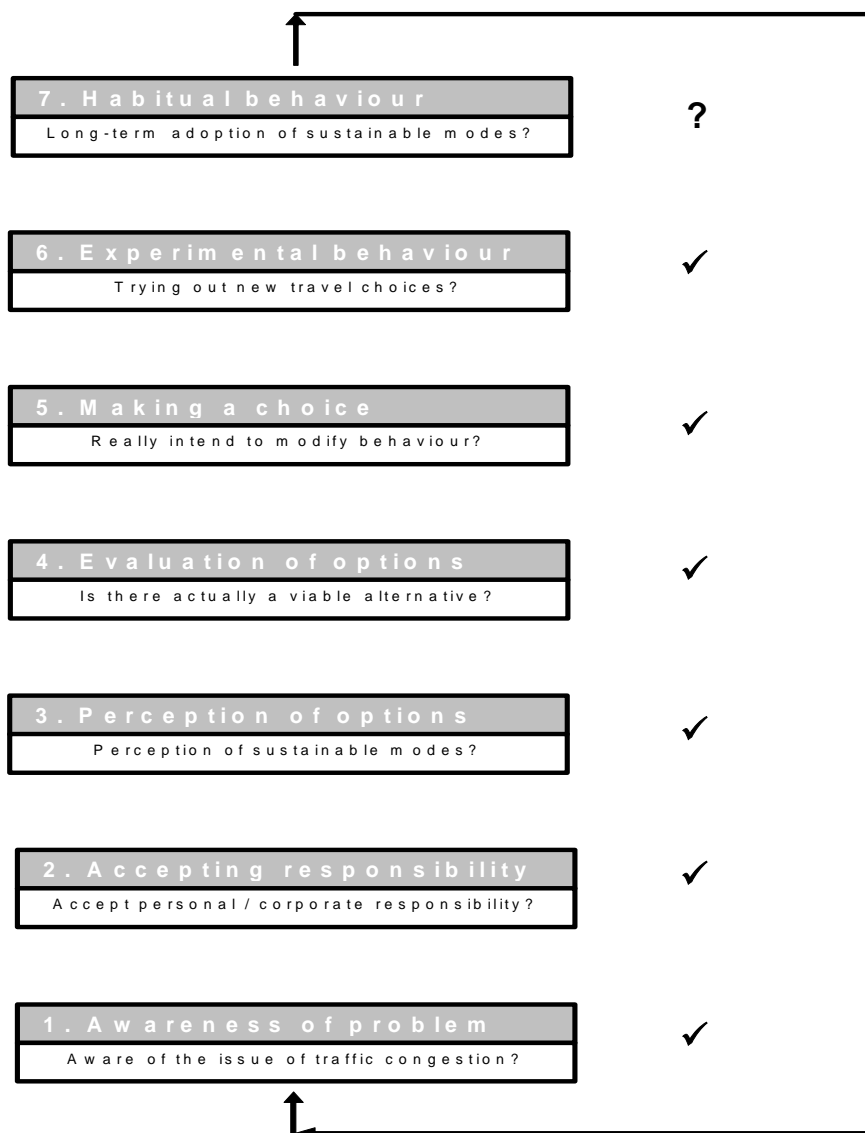 7. Habitual behaviour
Long-term adoption of sustainable modes?
?
6. Experimental behaviour
Trying out new travel choices?
5. Making a choice
Really intend to modify behaviour?
4. Evaluation of options
Is there actually a viable alternative?
3. Perception of options
Perception of sustainable modes?
2. Accepting responsibility
Accept personal / corporate responsibility?
1. Awareness of problem
Aware of the issue of traffic congestion?